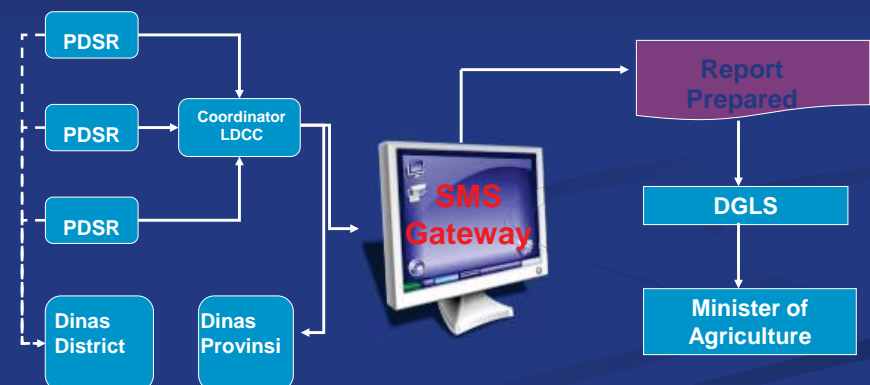 PDSR
PDSR
PDSR
Coordinator
LDCC
Dinas
District
Dinas
Provinsi
SMS
Gateway
Report
Prepared
DGLS
Minister of
Agriculture